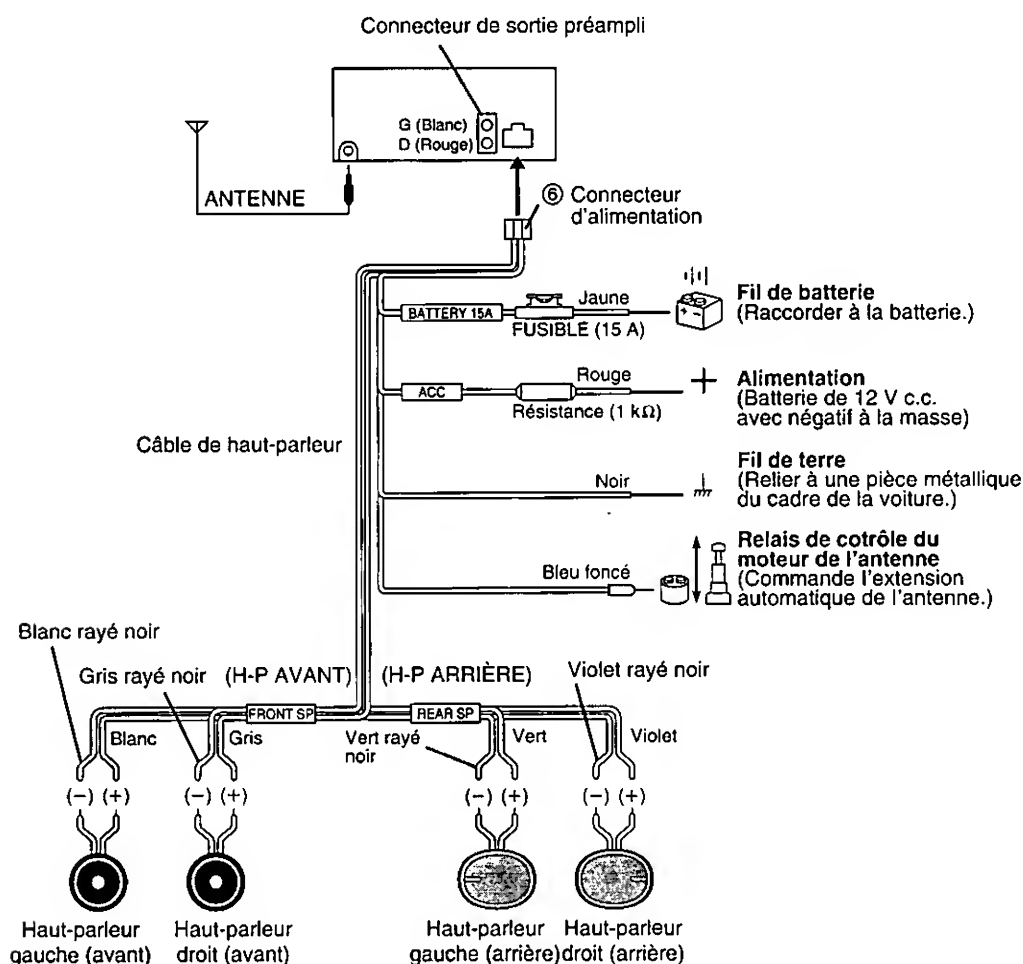 Connecteur de sortie préampli
G (Blanc)
D (Rouge)
ANTENNE
⑥ Connecteur
d'alimentation
BATTERY 15A
Jaune
FUSIBLE (15 A)
Fil de batterie
(Raccorder à la batterie.)
ACC
Rouge
Résistance (1 kΩ)
Alimentation
(Batterie de 12 V c.c.
avec négatif à la masse)
Câble de haut-parleur
Noir
Fil de terre
(Relier à une pièce métallique
du cadre de la voiture.)
Bleu foncé
Relais de cotrôle du
moteur de l'antenne
(Commande l'extension
automatique de l'antenne.)
Blanc rayé noir
Gris rayé noir
(H-P AVANT)
(H-P ARRIÈRE)
Violet rayé noir
FRONT SP
REAR SP
Blanc
Gris
Vert rayé
noir
Vert
Violet
(−) (+)
(−) (+)
(−) (+)
(−) (+)
Haut-parleur
gauche (avant)
Haut-parleur
droit (avant)
Haut-parleur
gauche (arrière)
Haut-parleur
droit (arrière)